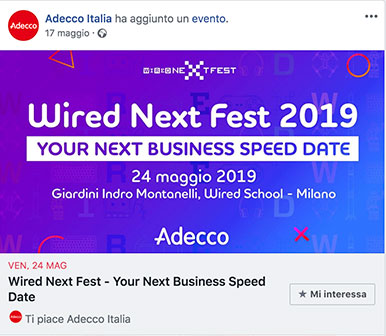 Adecco
Adecco Italia ha aggiunto un evento.
17 maggio ·
WIRED NEXT FEST
Wired Next Fest 2019
YOUR NEXT BUSINESS SPEED DATE
24 maggio 2019
Giardini Indro Montanelli, Wired School - Milano
Adecco
VEN, 24 MAG
Wired Next Fest - Your Next Business Speed
Date
★ Mi interessa
Ti piace Adecco Italia